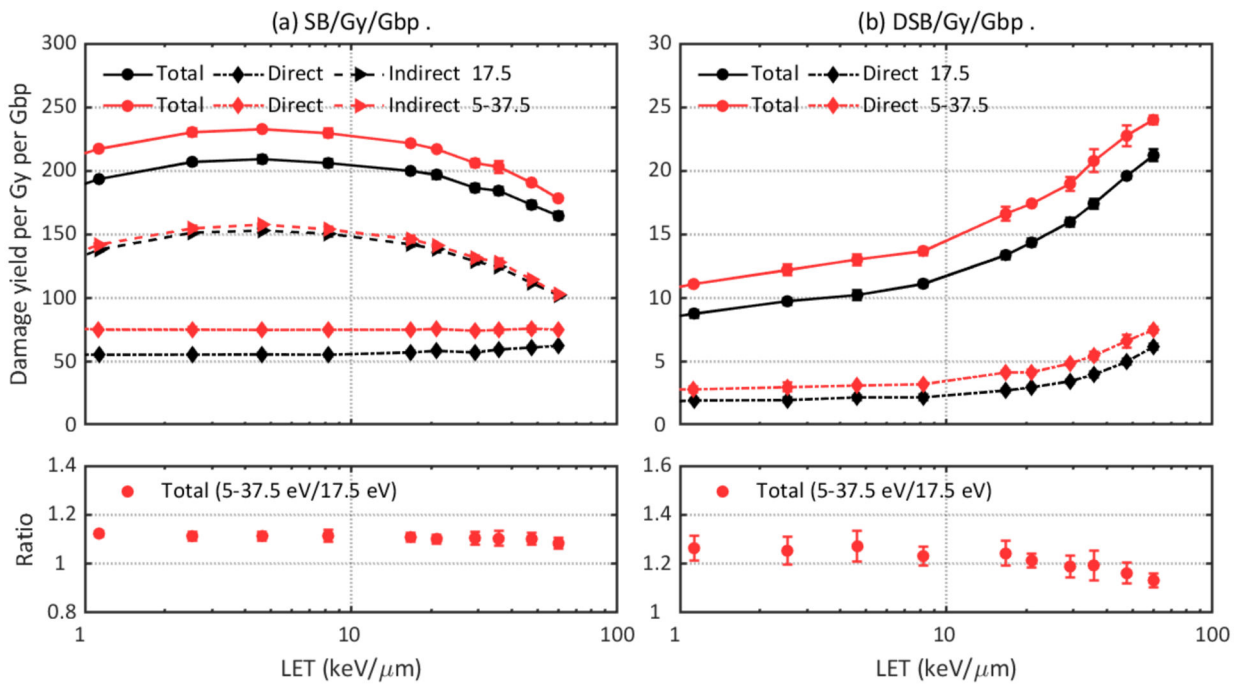 (a) SB/Gy/Gbp .
300
250
200
150
100
50
0
Damage yield per Gy per Gbp
Total Direct Indirect 17.5
Total Direct Indirect 5-37.5
(b) DSB/Gy/Gbp .
30
25
20
15
10
5
0
Total Direct 17.5
Total Direct 5-37.5
1.4
1.2
1
0.8
Ratio
Total (5-37.5 eV/17.5 eV)
1 10 100
LET (keV/μm)
1.6
1.4
1.2
1
Total (5-37.5 eV/17.5 eV)
1 10 100
LET (keV/μm)